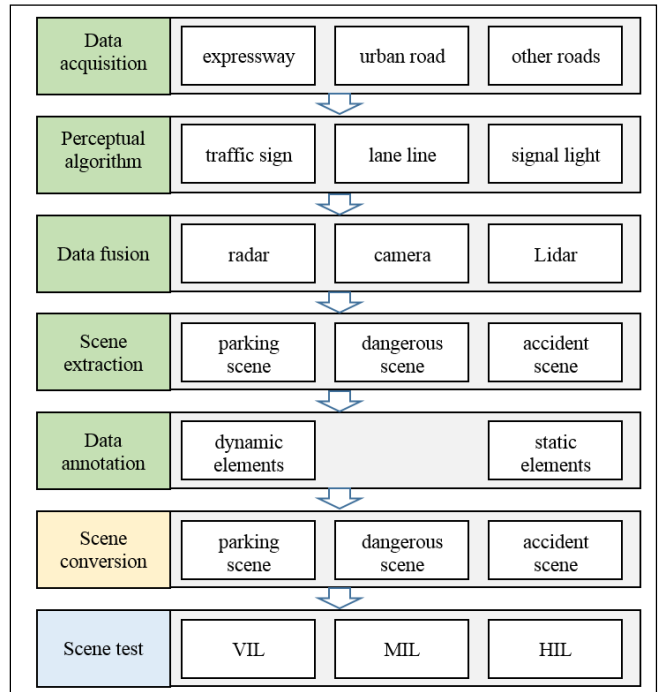 Data
acquisition
expressway
urban road
other roads
Perceptual
algorithm
traffic sign
lane line
signal light
Data fusion
radar
camera
Lidar
Scene
extraction
parking
scene
dangerous
scene
accident
scene
Data
annotation
dynamic
elements
static
elements
Scene
conversion
parking
scene
dangerous
scene
accident
scene
Scene test
VIL
MIL
HIL